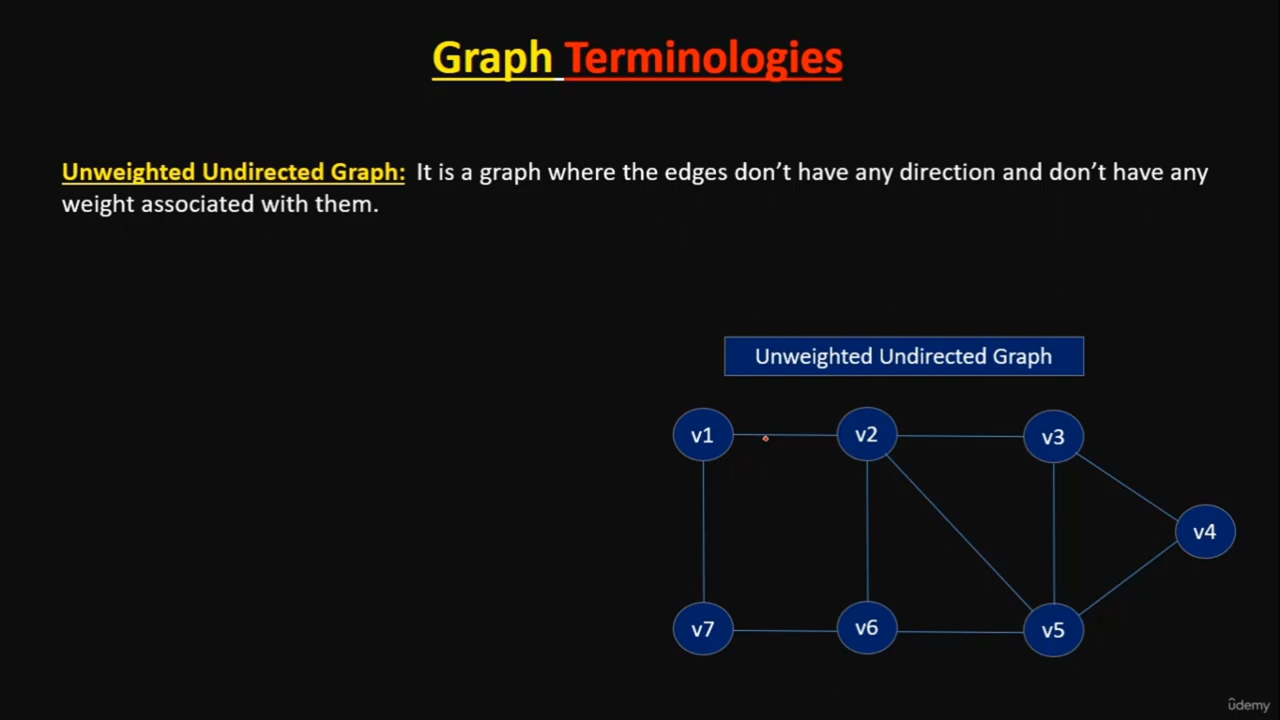 Graph Terminologies
Unweighted Undirected Graph: It is a graph where the edges don’t have any direction and don’t have any
weight associated with them.
Unweighted Undirected Graph
v1
v2
v3
v4
v7
v6
v5
ûdemy